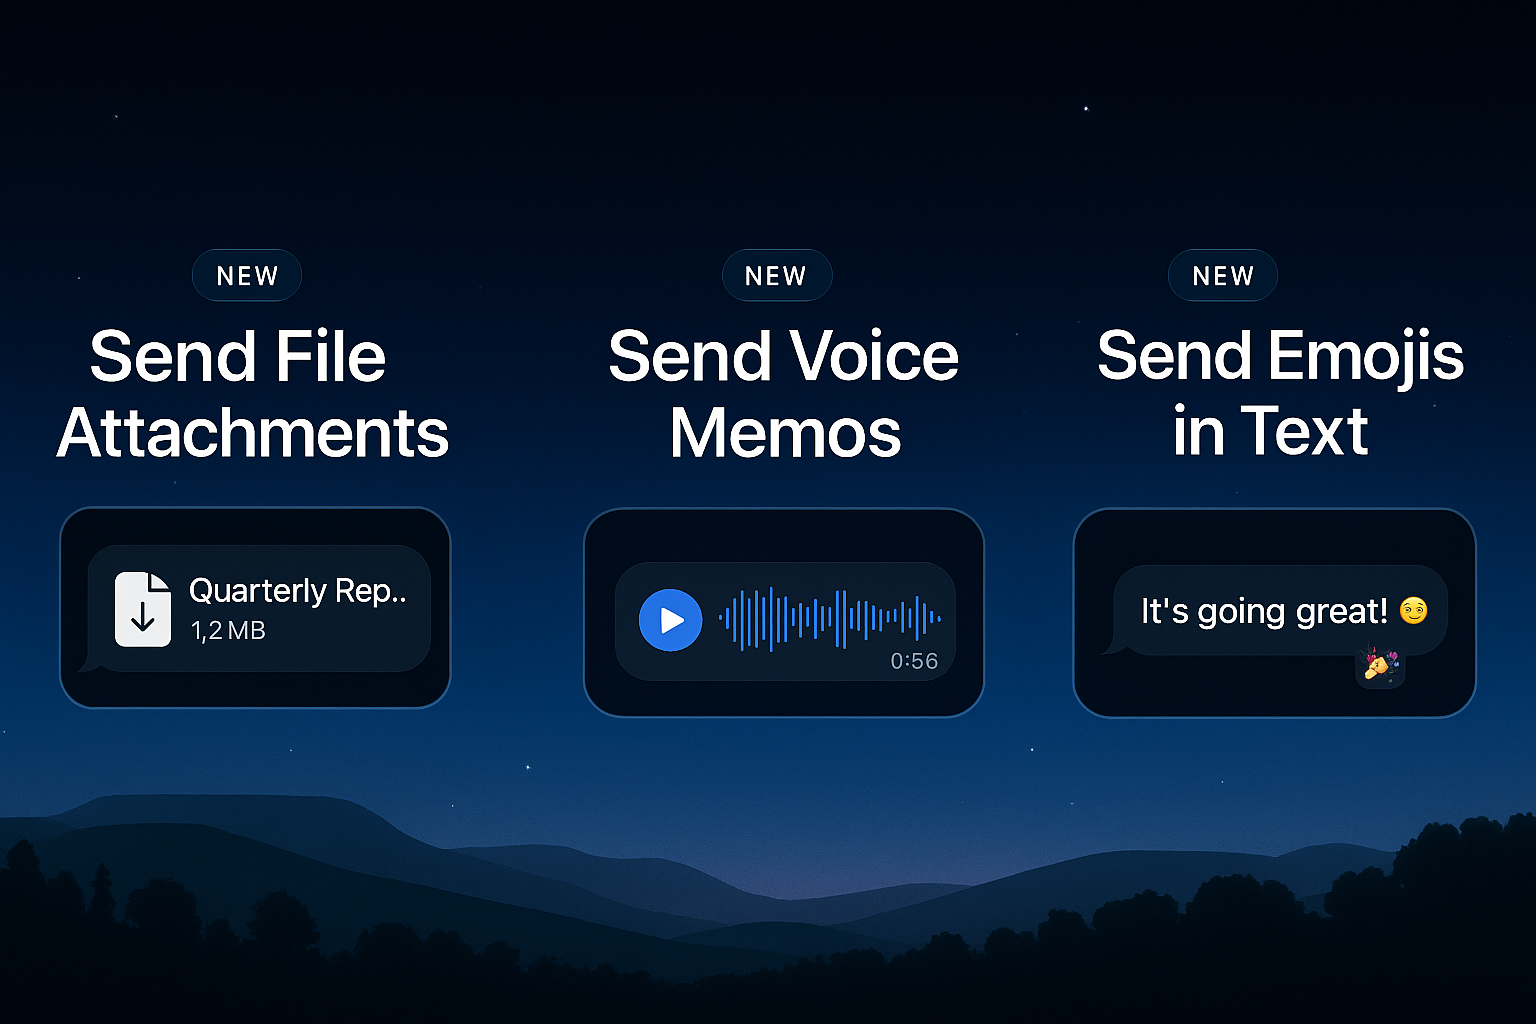 NEW
Send File
Attachments
Quarterly Rep..
1,2 MB
NEW
Send Voice
Memos
0:56
NEW
Send Emojis
in Text
It's going great! 😊
🎉